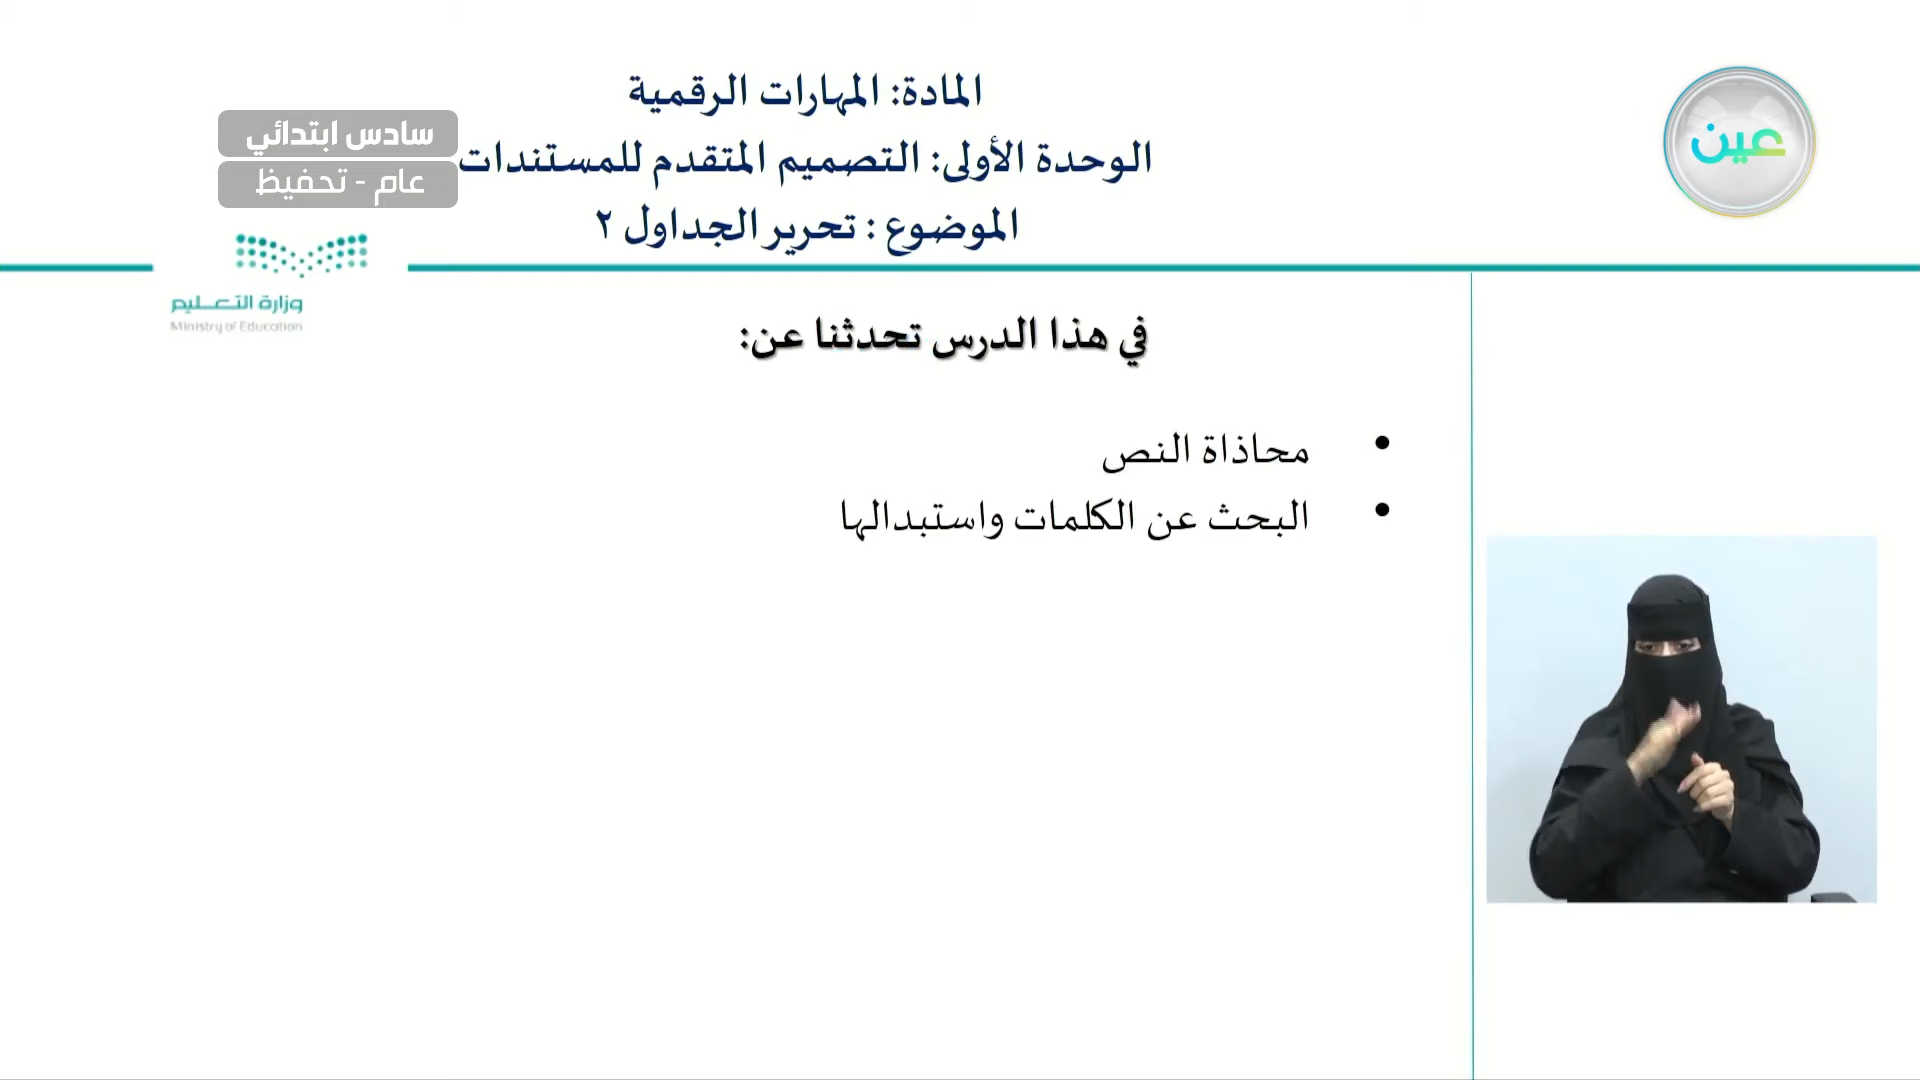 المادة: المهارات الرقمية
الوحدة الأولى: التصميم المتقدم للمستندات
الموضوع : تحرير الجداول ٢
عين
سادس ابتدائي
عام - تحفيظ
وزارة التعليم
Ministry of Education
في هذا الدرس تحدثنا عن:
• محاذاة النص
• البحث عن الكلمات واستبدالها